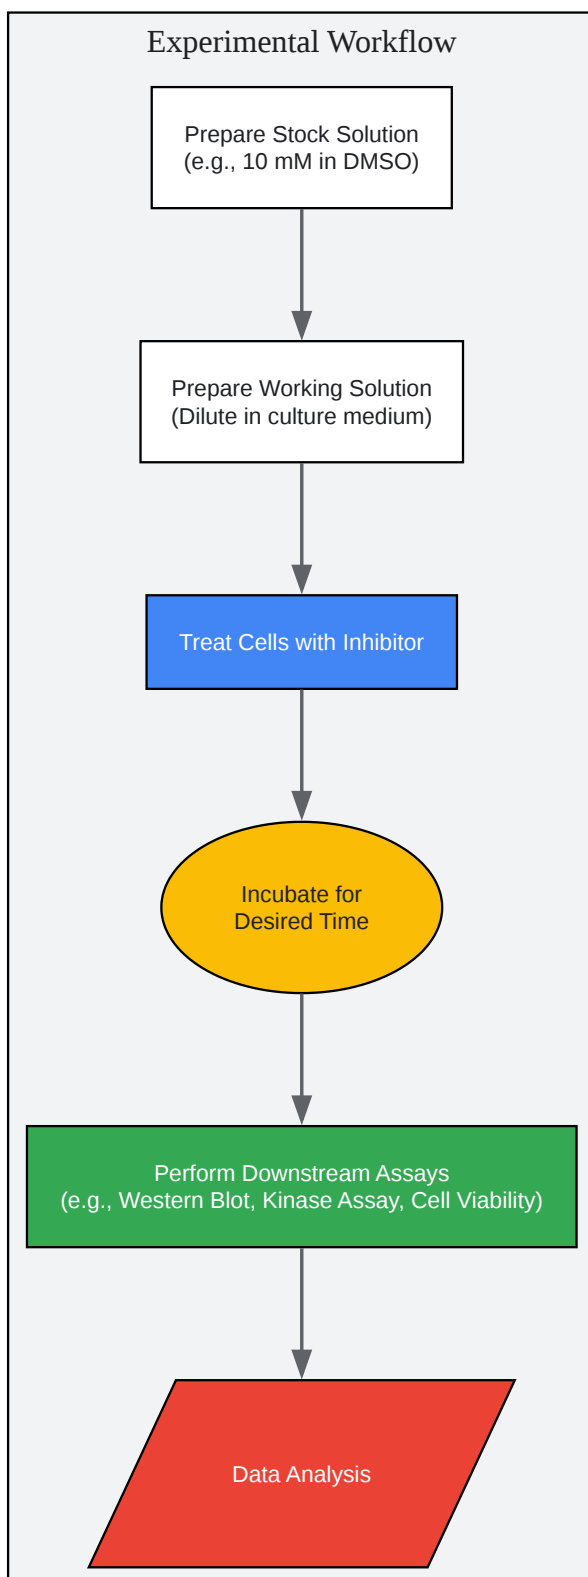 Experimental Workflow
Prepare Stock Solution
(e.g., 10 mM in DMSO)
Prepare Working Solution
(Dilute in culture medium)
Treat Cells with Inhibitor
Incubate for
Desired Time
Perform Downstream Assays
(e.g., Western Blot, Kinase Assay, Cell Viability)
Data Analysis